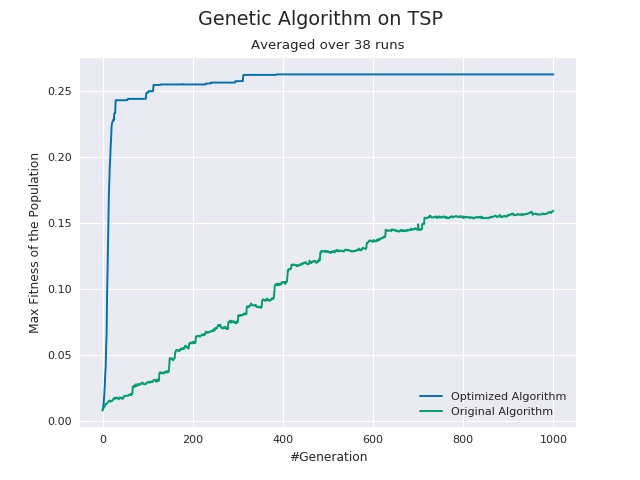 Genetic Algorithm on TSP
Averaged over 38 runs
Max Fitness of the Population
0.25
0.20
0.15
0.10
0.05
0.00
Optimized Algorithm
Original Algorithm
0
200
400
600
800
1000
#Generation